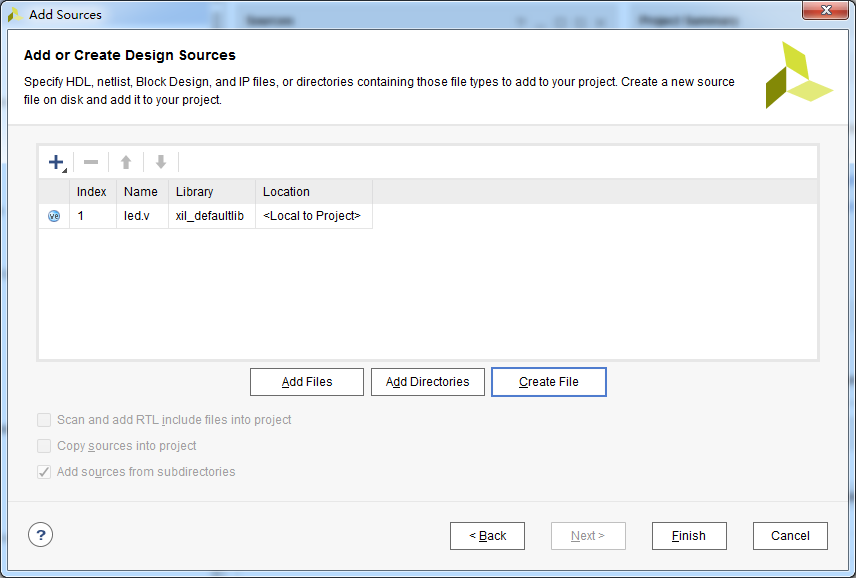 Add Sources
Sources
Project Summary
Add or Create Design Sources
Specify HDL, netlist, Block Design, and IP files, or directories containing those file types to add to your project. Create a new source
file on disk and add it to your project.
Index Name Library Location
1 led.v xil_defaultlib <Local to Project>
Add Files Add Directories Create File
Scan and add RTL include files into project
Copy sources into project
Add sources from subdirectories
? < Back Next > Finish Cancel